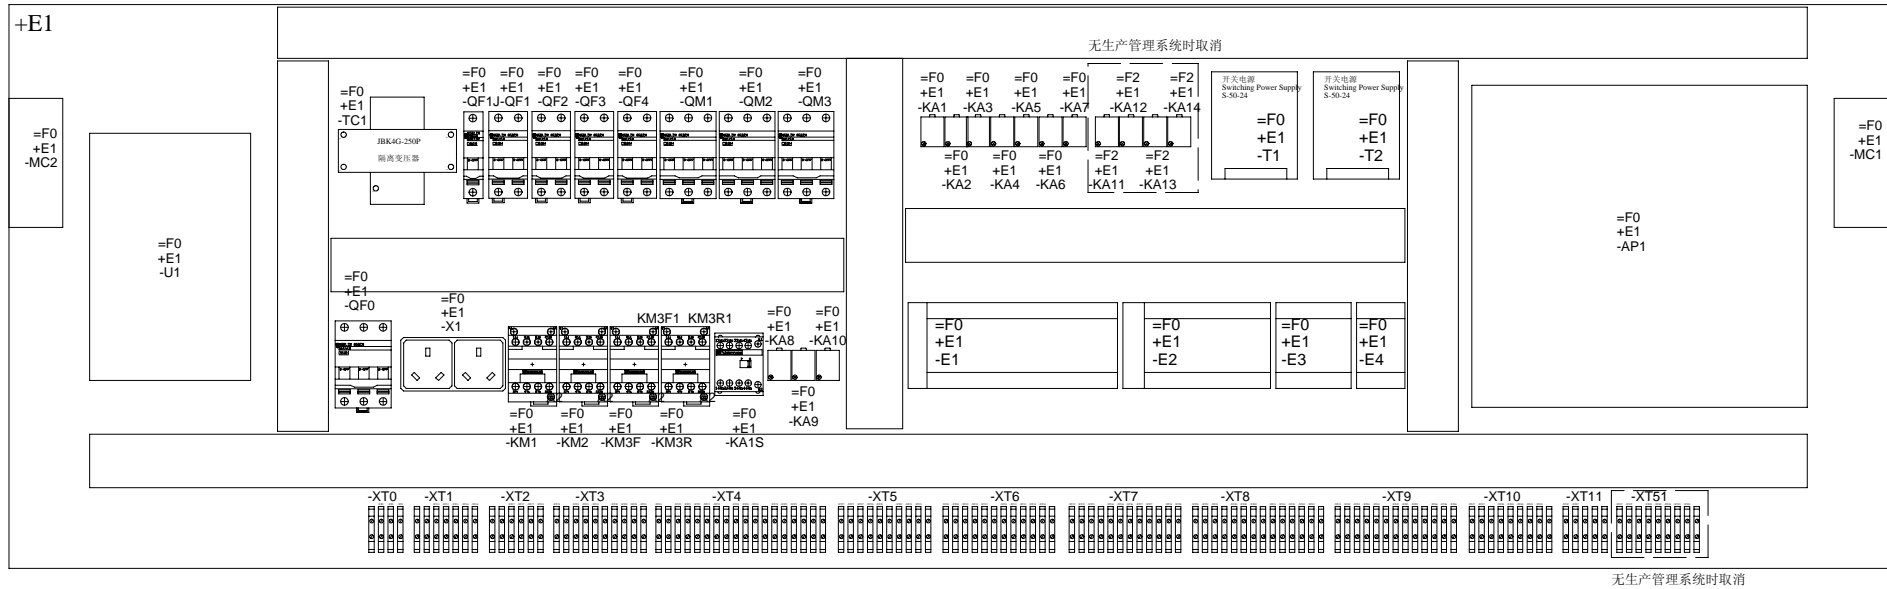 +E1
无生产管理系统时取消
=F0
+E1
-MC2
=F0
+E1
-U1
=F0
+E1
-TC1
JBK4G-250P
隔离变压器
=F0
+E1
-QF1J
=F0
+E1
-QF1
=F0
+E1
-QF2
=F0
+E1
-QF3
=F0
+E1
-QF4
=F0
+E1
-QM1
=F0
+E1
-QM2
=F0
+E1
-QM3
=F0
+E1
-KA1
=F0
+E1
-KA3
=F0
+E1
-KA5
=F0
+E1
-KA7
=F2
+E1
-KA12
=F2
+E1
-KA14
=F0
+E1
-KA2
=F0
+E1
-KA4
=F0
+E1
-KA6
=F2
+E1
-KA11
=F2
+E1
-KA13
开关电源
Switching Power Supply
S-50-24
=F0
+E1
-T1
开关电源
Switching Power Supply
S-50-24
=F0
+E1
-T2
=F0
+E1
-AP1
=F0
+E1
-MC1
=F0
+E1
-QF0
=F0
+E1
-X1
KM3F1
KM3R1
=F0
+E1
-KA8
=F0
+E1
-KA10
=F0
+E1
-KM1
=F0
+E1
-KM2
=F0
+E1
-KM3F
=F0
+E1
-KM3R
=F0
+E1
-KA1S
=F0
+E1
-KA9
=F0
+E1
-E1
=F0
+E1
-E2
=F0
+E1
-E3
=F0
+E1
-E4
-XT0
-XT1
-XT2
-XT3
-XT4
-XT5
-XT6
-XT7
-XT8
-XT9
-XT10
-XT11
-XT51
无生产管理系统时取消